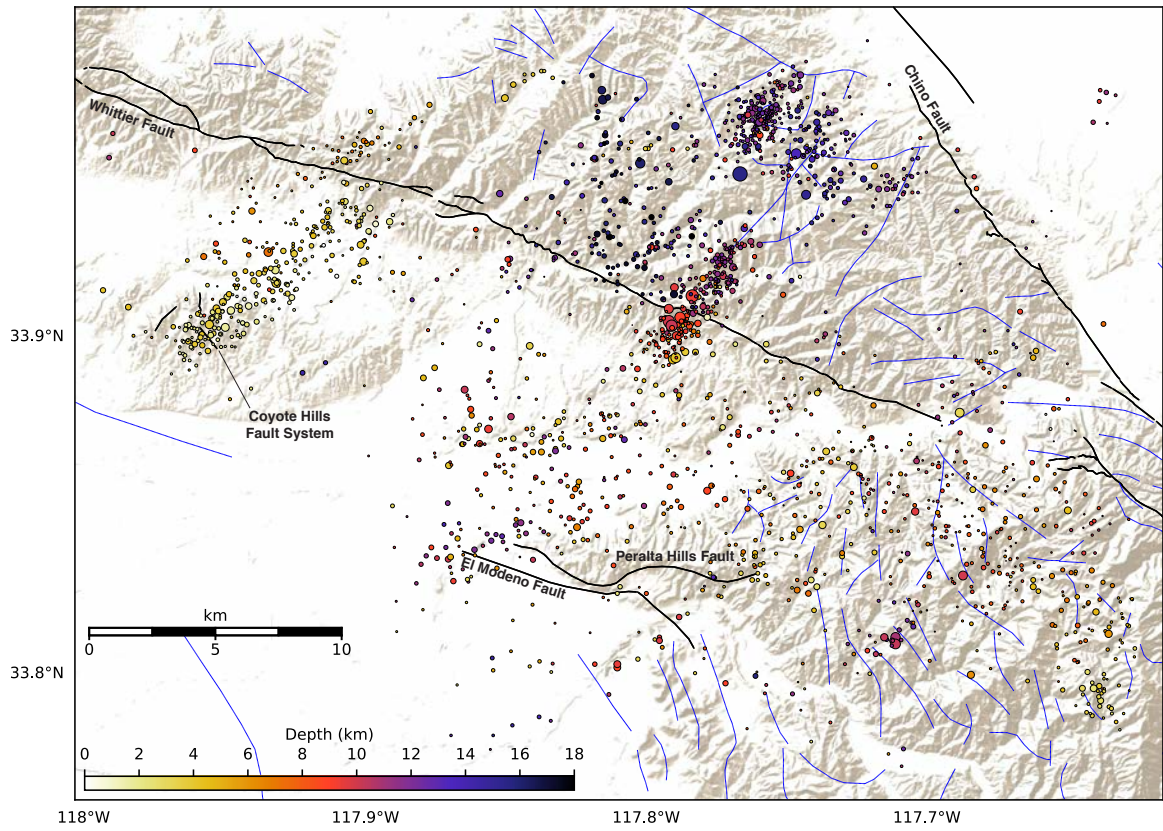 Whittier Fault
Chino Fault
33.9°N
Coyote Hills
Fault System
Peralta Hills Fault
El Modeno Fault
km
0 5 10
33.8°N
Depth (km)
0 2 4 6 8 10 12 14 16 18
118°W 117.9°W 117.8°W 117.7°W